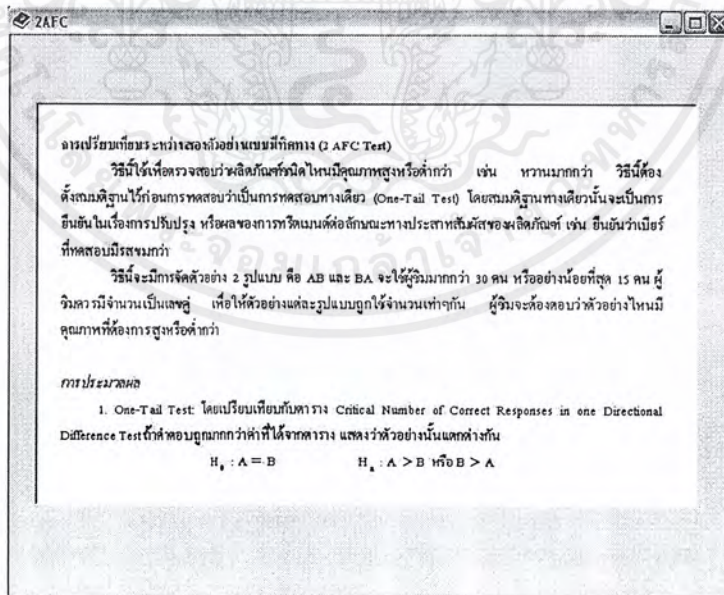 2AFC
การเปรียบเทียบระหว่างสองตัวอย่างแบบมีทิศทาง (2 AFC Test)
วิธีนี้ใช้เพื่อตรวจสอบว่าผลิตภัณฑ์ชนิดไหนมีคุณภาพสูงหรือต่ำกว่า เช่น หวานมากกว่า วิธีนี้ต้อง
ตั้งสมมติฐานไว้ก่อนการทดสอบว่าเป็นการทดสอบทางเดียว (One-Tail Test) โดยสมมติฐานทางเดียวนั้นจะเป็นการ
ยืนยันในเรื่องการปรับปรุง หรือผลของการทรีตเมนต์ต่อลักษณะทางประสาทสัมผัสของผลิตภัณฑ์ เช่น ยืนยันว่าเบียร์
ที่ทดสอบมีรสขมกว่า
วิธีนี้จะมีการจัดตัวอย่าง 2 รูปแบบ คือ AB และ BA จะใช้ผู้ชิมมากกว่า 30 คน หรืออย่างน้อยที่สุด 15 คน ผู้
ชิมควรมีจำนวนเป็นเลขคู่ เพื่อให้ตัวอย่างแต่ละรูปแบบถูกใช้จำนวนเท่าๆกัน ผู้ชิมจะต้องตอบว่าตัวอย่างไหนมี
คุณภาพที่ต้องการสูงหรือต่ำกว่า
การประมวลผล
1. One-Tail Test: โดยเปรียบเทียบกับตาราง Critical Number of Correct Responses in one Directional
Difference Test ถ้าคำตอบถูกมากกว่าค่าที่ได้จากตาราง แสดงว่าตัวอย่างนั้นแตกต่างกัน
H₀ : A = B Hₐ : A > B หรือ B > A